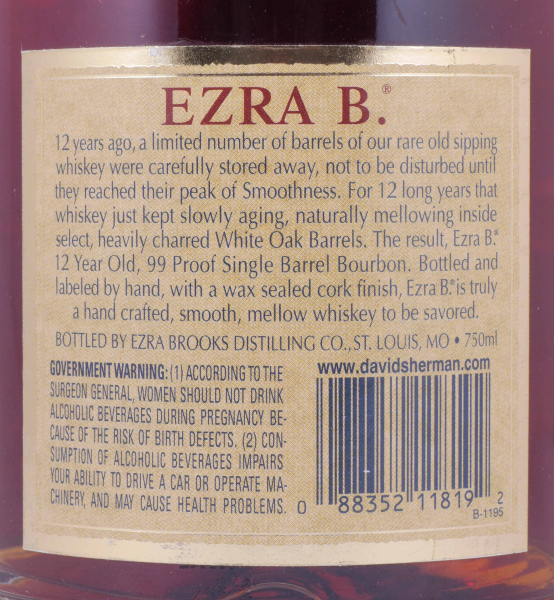 EZRA B.®
12 years ago, a limited number of barrels of our rare old sipping
whiskey were carefully stored away, not to be disturbed until
they reached their peak of Smoothness. For 12 long years that
whiskey just kept slowly aging, naturally mellowing inside
select, heavily charred White Oak Barrels. The result, Ezra B.®
12 Year Old, 99 Proof Single Barrel Bourbon. Bottled and
labeled by hand, with a wax sealed cork finish, Ezra B.® is truly
a hand crafted, smooth, mellow whiskey to be savored.
BOTTLED BY EZRA BROOKS DISTILLING CO., ST. LOUIS, MO • 750ml
GOVERNMENT WARNING: (1) ACCORDING TO THE
SURGEON GENERAL, WOMEN SHOULD NOT DRINK
ALCOHOLIC BEVERAGES DURING PREGNANCY BE-
CAUSE OF THE RISK OF BIRTH DEFECTS. (2) CON-
SUMPTION OF ALCOHOLIC BEVERAGES IMPAIRS
YOUR ABILITY TO DRIVE A CAR OR OPERATE MA-
CHINERY, AND MAY CAUSE HEALTH PROBLEMS.
www.davidsherman.com
0 88352 11819 2
B-1195